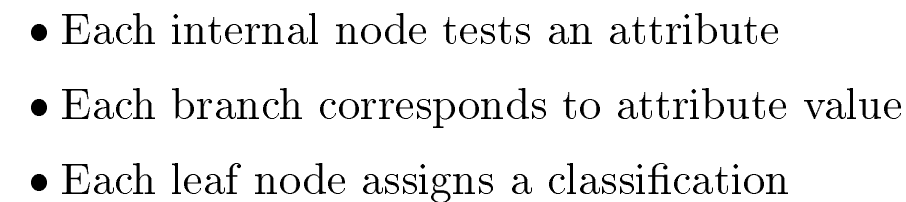 • Each internal node tests an attribute
• Each branch corresponds to attribute value
• Each leaf node assigns a classification